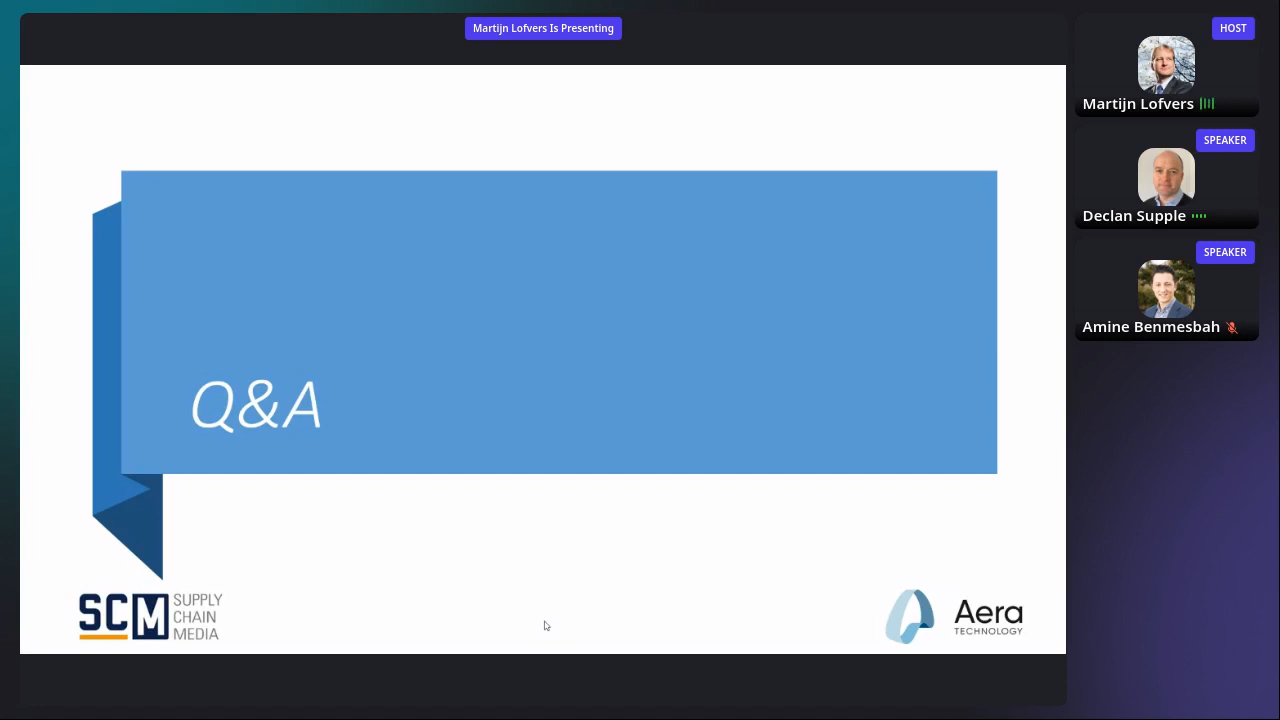 Martijn Lofvers Is Presenting
HOST
Martijn Lofvers
SPEAKER
Declan Supple
SPEAKER
Amine Benmesbah
Q&A
SCM SUPPLY
CHAIN
MEDIA
Aera
TECHNOLOGY